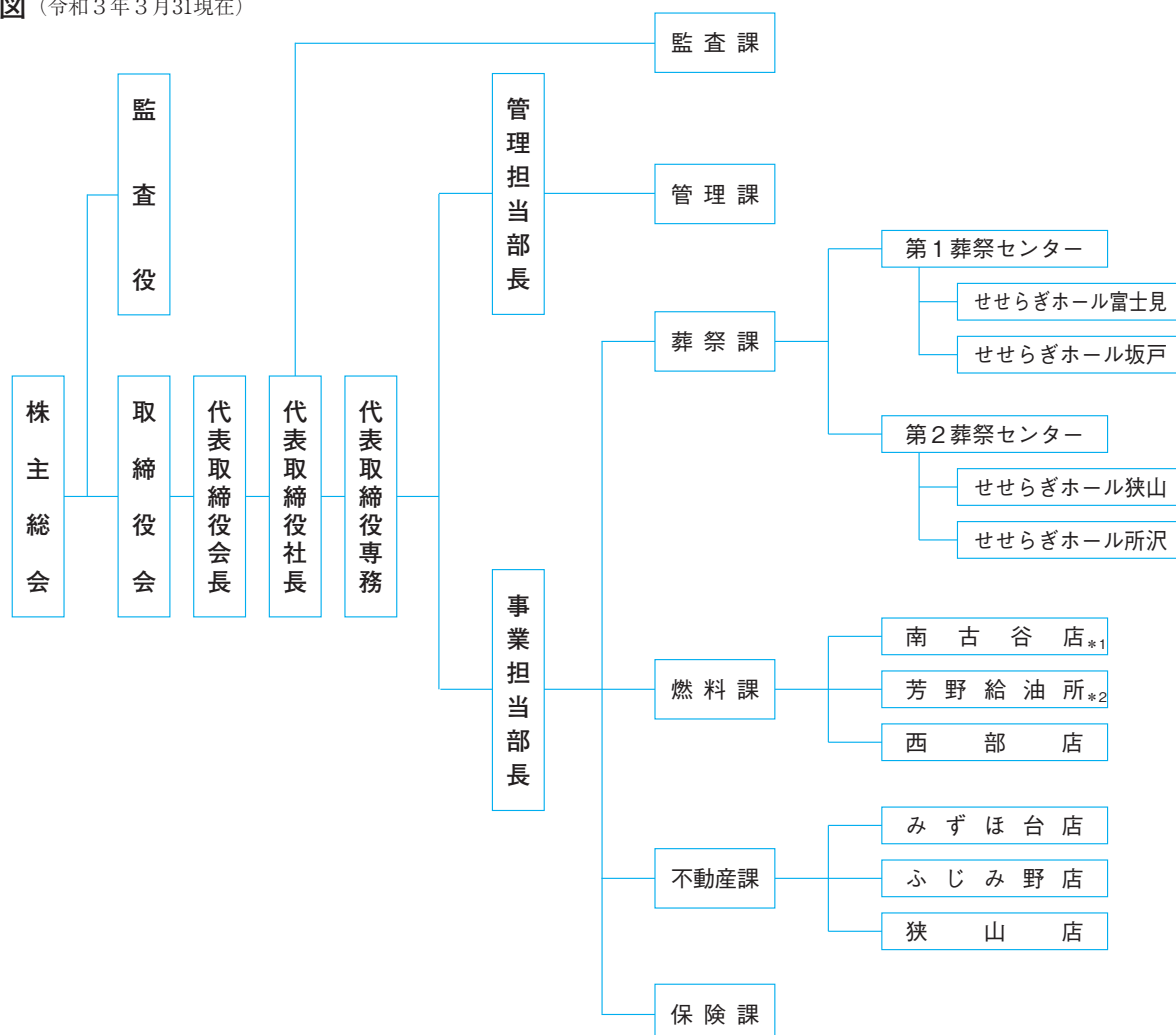 図（令和３年３月31現在）
監査課
監査役
管理担当部長
管理課
第１葬祭センター
せせらぎホール富士見
葬祭課
せせらぎホール坂戸
株主総会
取締役会
代表取締役会長
代表取締役社長
代表取締役専務
第２葬祭センター
せせらぎホール狭山
せせらぎホール所沢
事業担当部長
南古谷店*1
燃料課
芳野給油所*2
西部店
みずほ台店
不動産課
ふじみ野店
狭山店
保険課